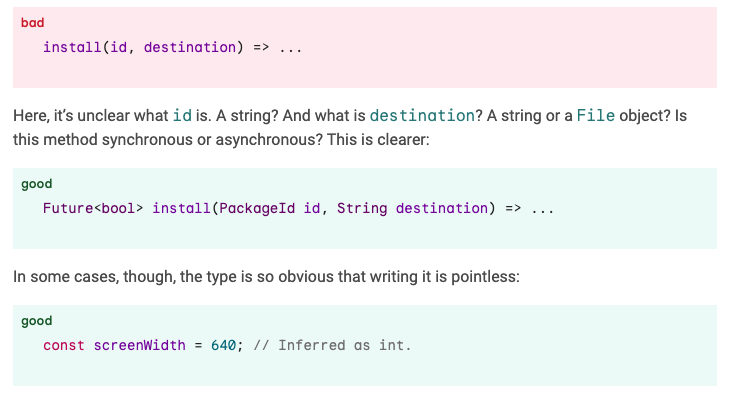 bad
install(id, destination) => ...
Here, it’s unclear what id is. A string? And what is destination? A string or a File object? Is
this method synchronous or asynchronous? This is clearer:
good
Future<bool> install(PackageId id, String destination) => ...
In some cases, though, the type is so obvious that writing it is pointless:
good
const screenWidth = 640; // Inferred as int.